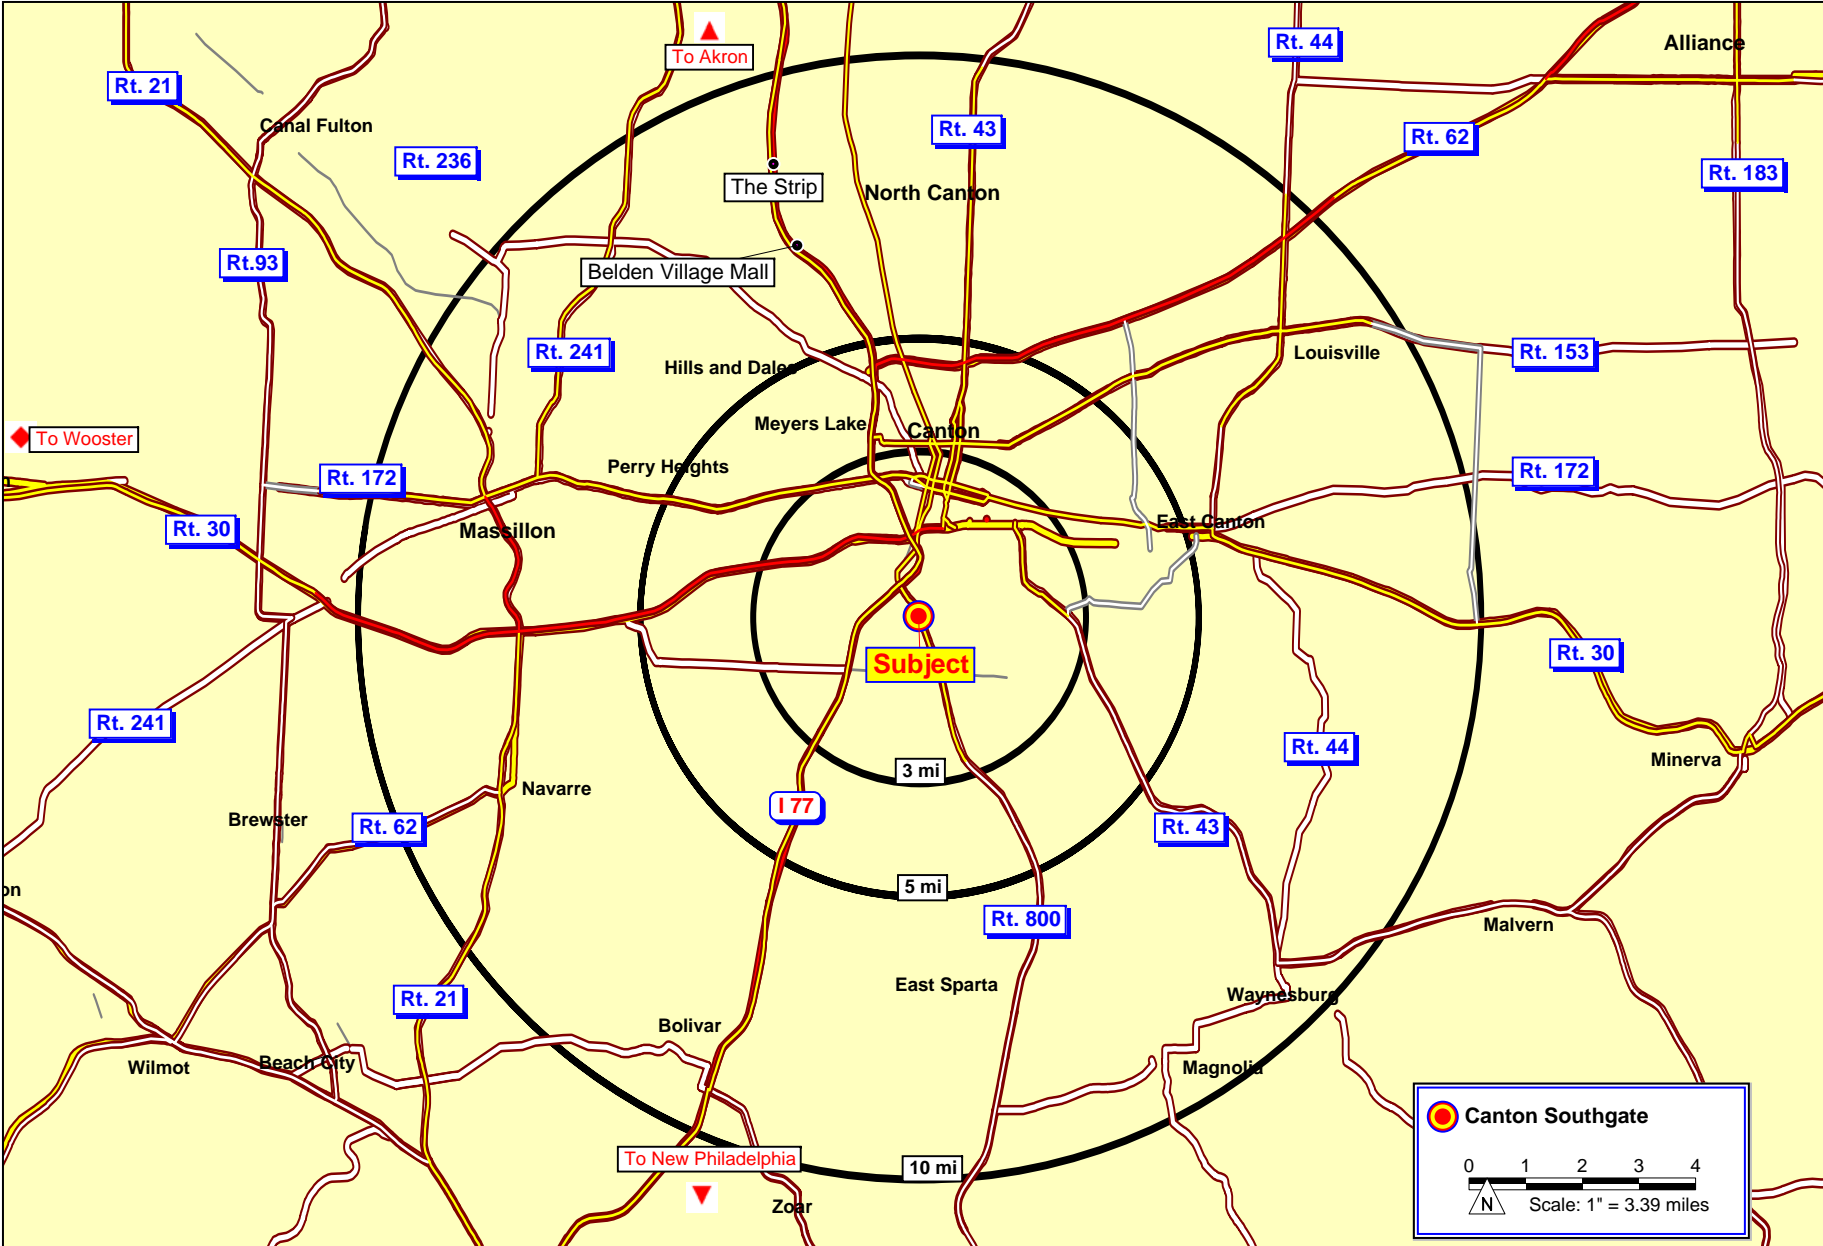 To Akron
Rt. 44
Alliance
Rt. 21
Canal Fulton
Rt. 43
Rt. 62
Rt. 236
Rt. 183
The Strip
North Canton
Rt.93
Belden Village Mall
Rt. 241
Louisville
Rt. 153
Hills and Dales
Meyers Lake
Canton
To Wooster
Perry Heights
Rt. 172
Rt. 172
Rt. 30
Massillon
East Canton
Subject
Rt. 30
Rt. 241
Rt. 44
Minerva
3 mi
Navarre
I 77
Brewster
Rt. 62
Rt. 43
5 mi
on
Rt. 800
Malvern
East Sparta
Rt. 21
Waynesburg
Bolivar
Wilmot
Beach City
Magnolia
Canton Southgate
To New Philadelphia
10 mi
0 1 2 3 4
N Scale: 1" = 3.39 miles
Zoar